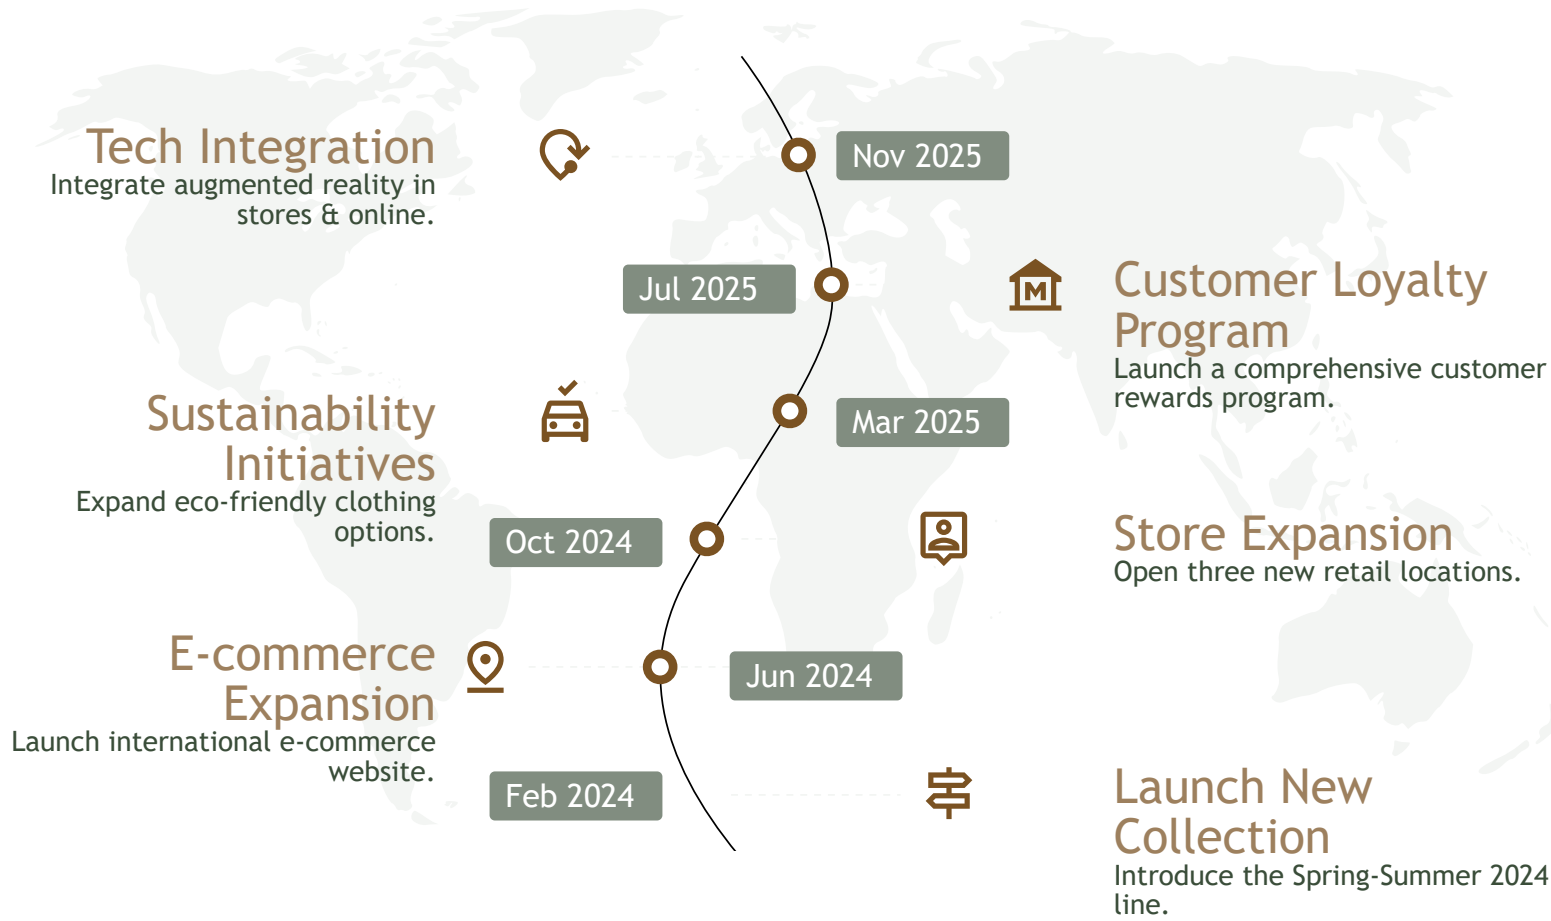 Tech Integration
Integrate augmented reality in
stores & online.
Nov 2025
Jul 2025
Customer Loyalty
Program
Launch a comprehensive customer
rewards program.
Sustainability
Initiatives
Expand eco-friendly clothing
options.
Mar 2025
Oct 2024
Store Expansion
Open three new retail locations.
E-commerce
Expansion
Launch international e-commerce
website.
Jun 2024
Feb 2024
Launch New
Collection
Introduce the Spring-Summer 2024
line.
M